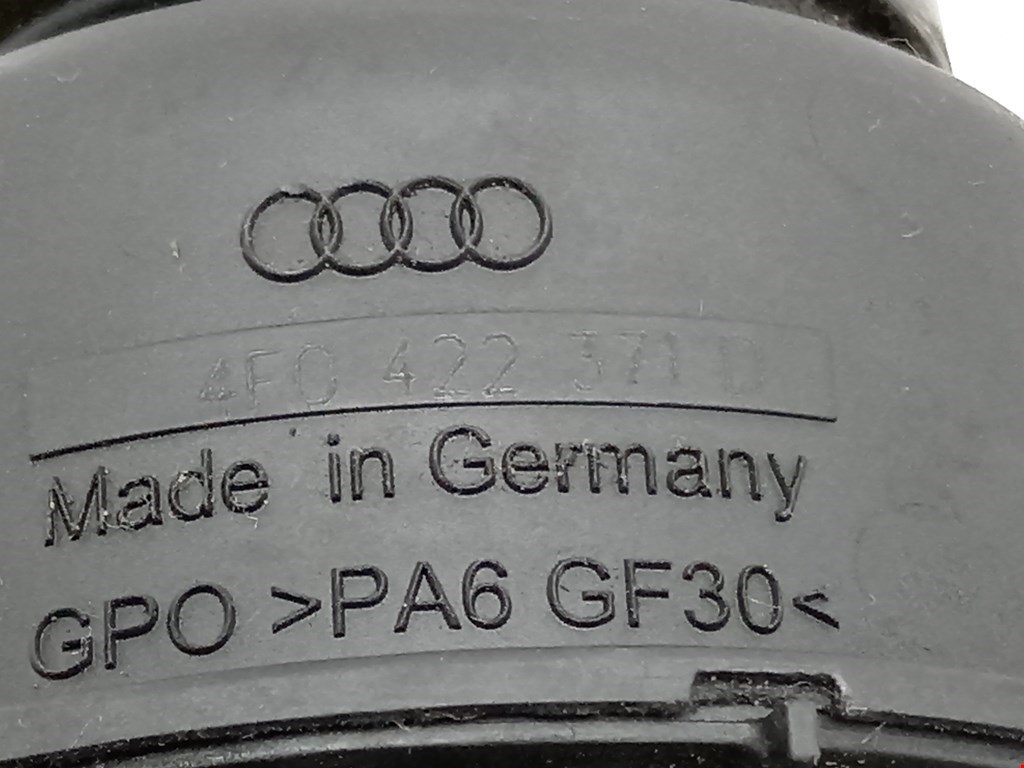 4F0 422 371 D
Made in Germany
GPO >PA6 GF30<